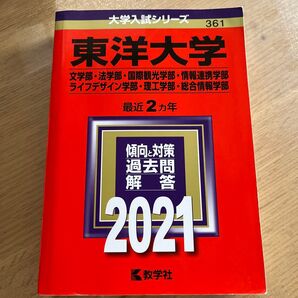 大学入試シリーズ
361
東洋大学
文学部・法学部・国際観光学部・情報連携学部
ライフデザイン学部・理工学部・総合情報学部
最近2カ年
傾向と対策
過去問
解答
2021
教学社